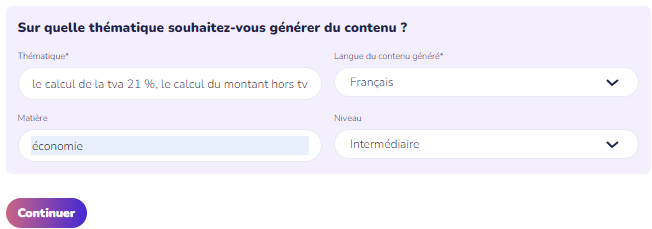 Sur quelle thématique souhaitez-vous générer du contenu ?
Thématique*
Langue du contenu généré*
le calcul de la tva 21 %, le calcul du montant hors tv
Français
Matière
Niveau
économie
Intermédiaire
Continuer